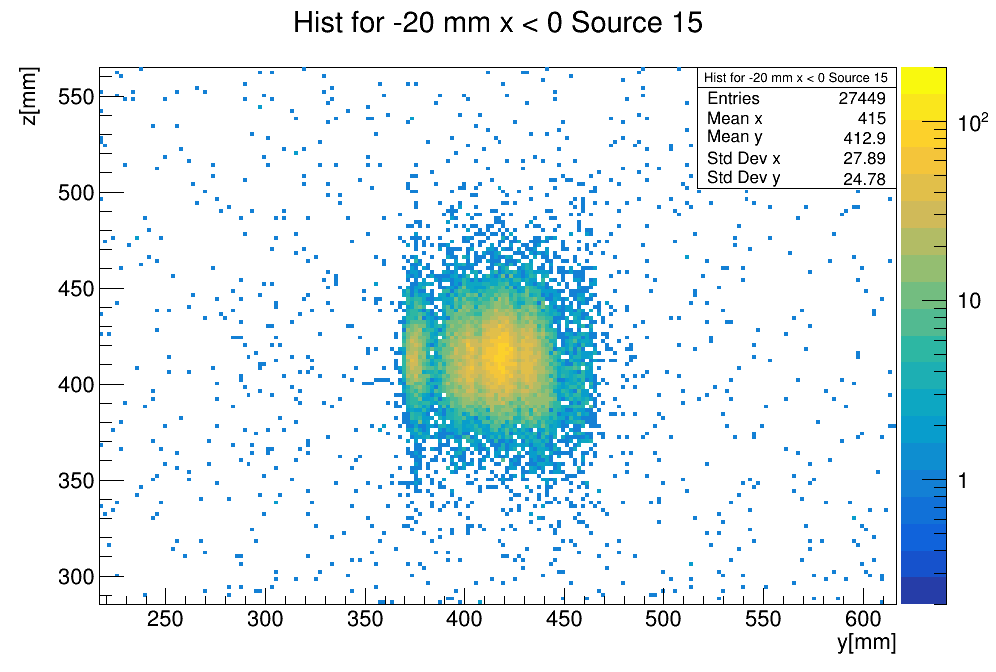 Hist for -20 mm x < 0 Source 15
z[mm]
Hist for -20 mm x < 0 Source 15
Entries 27449
Mean x 415
Mean y 412.9
Std Dev x 27.89
Std Dev y 24.78
550
500
450
400
350
300
250 300 350 400 450 500 550 600
y[mm]
10²
10
1